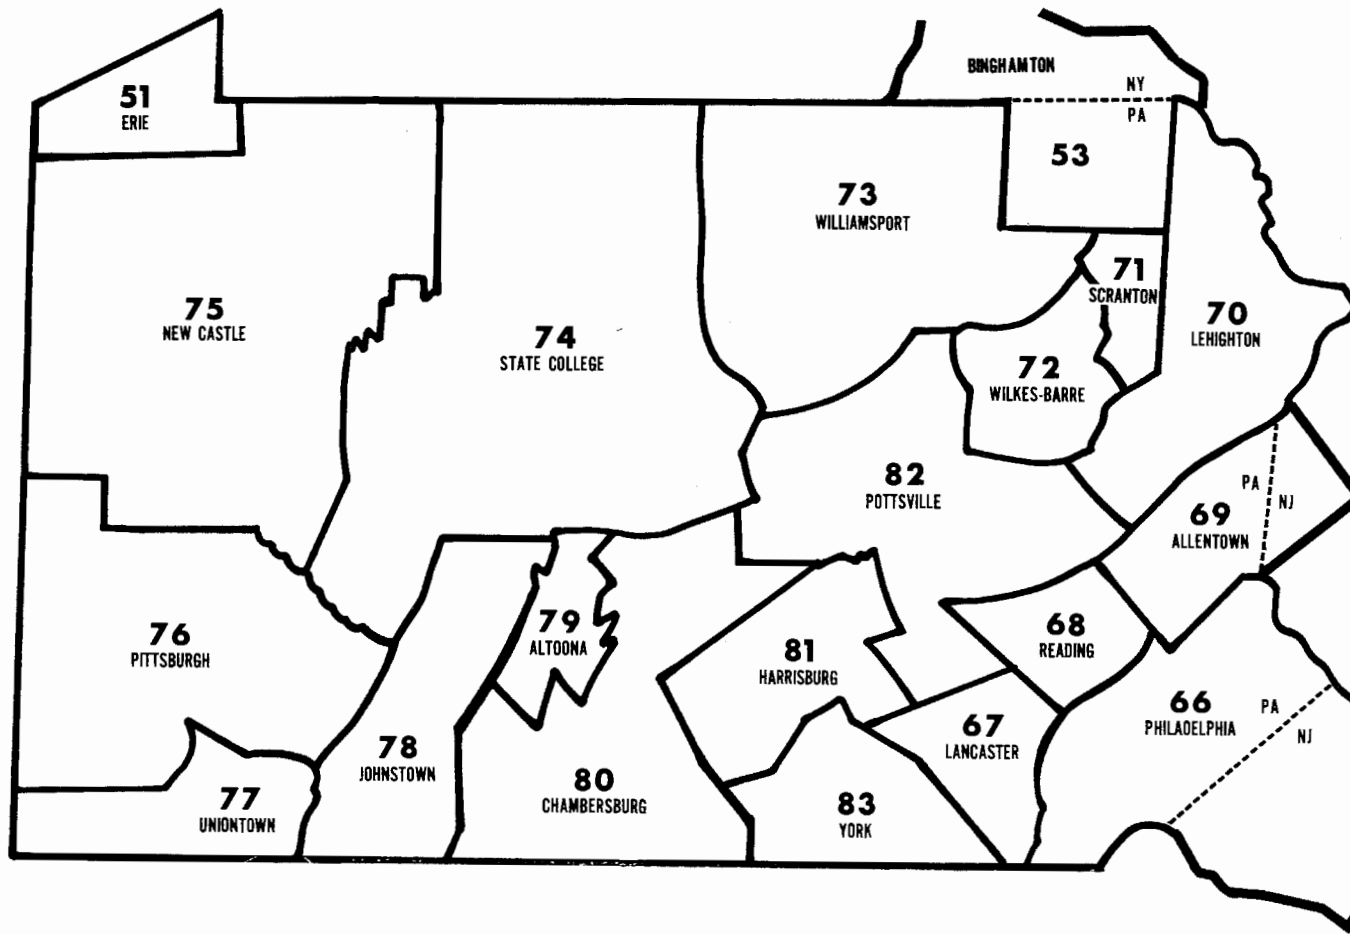 BINGHAMTON
NY
PA
51
ERIE
53
73
WILLIAMSPORT
71
SCRANTON
75
NEW CASTLE
74
STATE COLLEGE
70
LEHIGHTON
72
WILKES-BARRE
82
POTTSVILLE
PA
NJ
69
ALLENTOWN
76
PITTSBURGH
79
ALTOONA
81
HARRISBURG
68
READING
66
PHILADELPHIA
PA
NJ
67
LANCASTER
78
JOHNSTOWN
77
UNIONTOWN
80
CHAMBERSBURG
83
YORK